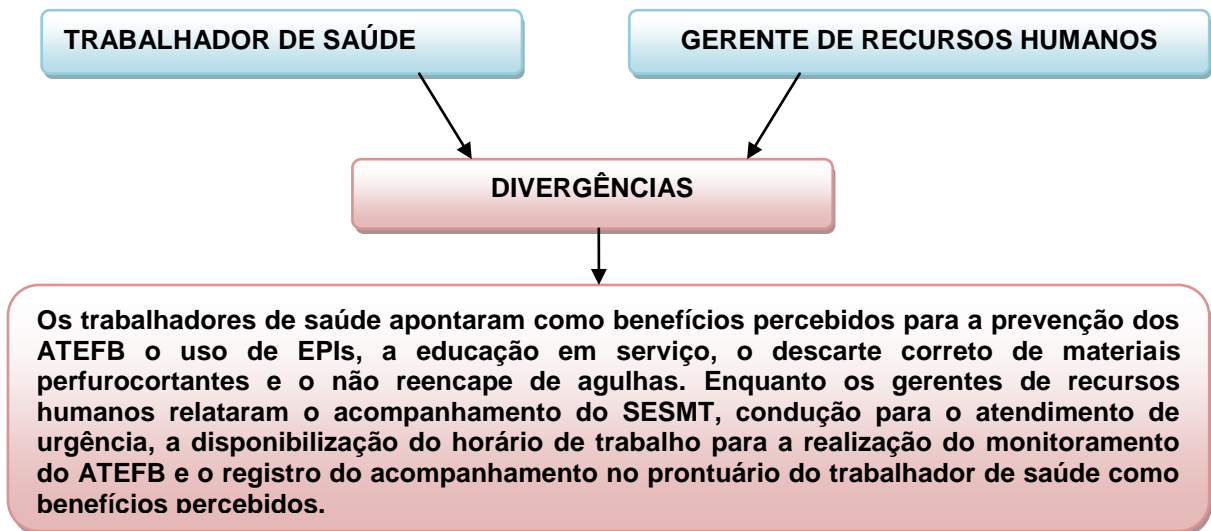 TRABALHADOR DE SAÚDE
GERENTE DE RECURSOS HUMANOS
DIVERGÊNCIAS
Os trabalhadores de saúde apontaram como benefícios percebidos para a prevenção dos
ATEFB o uso de EPIs, a educação em serviço, o descarte correto de materiais
perfurocortantes e o não reencape de agulhas. Enquanto os gerentes de recursos
humanos relataram o acompanhamento do SESMT, condução para o atendimento de
urgência, a disponibilização do horário de trabalho para a realização do monitoramento
do ATEFB e o registro do acompanhamento no prontuário do trabalhador de saúde como
benefícios percebidos.